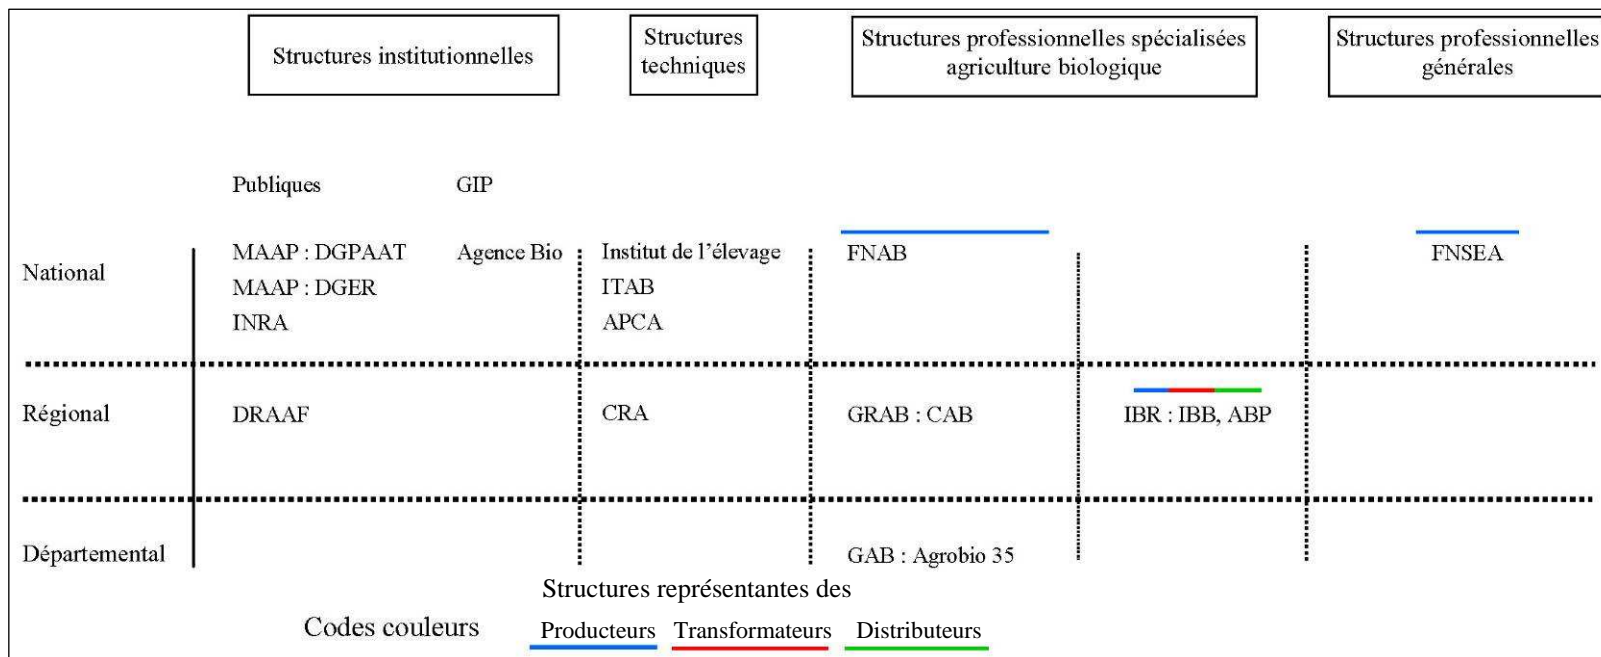 Structures institutionnelles
Structures
techniques
Structures professionnelles spécialisées
agriculture biologique
Structures professionnelles
générales
Publiques
GIP
National
MAAP : DGPAAT
MAAP : DGER
INRA
Agence Bio
Institut de l'élevage
ITAB
APCA
FNAB
FNSEA
Régional
DRAAF
CRA
GRAB : CAB
IBR : IBB, ABP
Départemental
GAB : Agrobio 35
Structures représentantes des
Codes couleurs
Producteurs
Transformateurs
Distributeurs